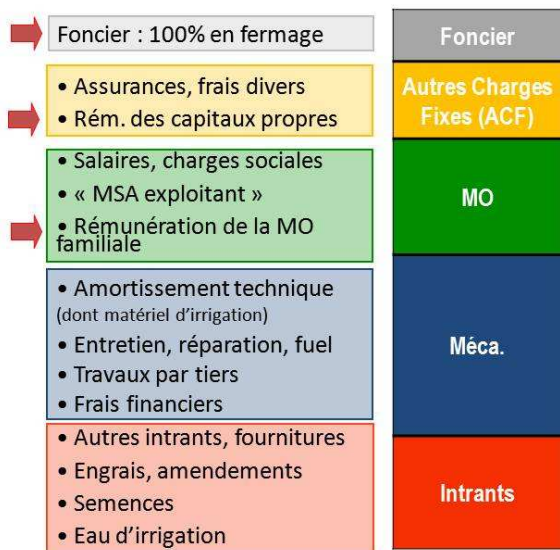 Foncier : 100% en fermage
Foncier
• Assurances, frais divers
• Rém. des capitaux propres
Autres Charges
Fixes (ACF)
• Salaires, charges sociales
• « MSA exploitant »
• Rémunération de la MO
familiale
MO
• Amortissement technique
(dont matériel d'irrigation)
• Entretien, réparation, fuel
• Travaux par tiers
• Frais financiers
Méca.
• Autres intrants, fournitures
• Engrais, amendements
• Semences
• Eau d'irrigation
Intrants